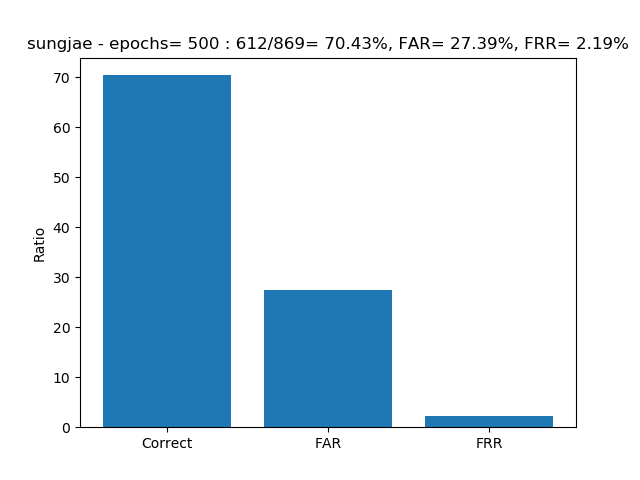 sungjae - epochs= 500 : 612/869= 70.43%, FAR= 27.39%, FRR= 2.19%
70
60
50
40
30
20
10
0
Ratio
Correct FAR FRR